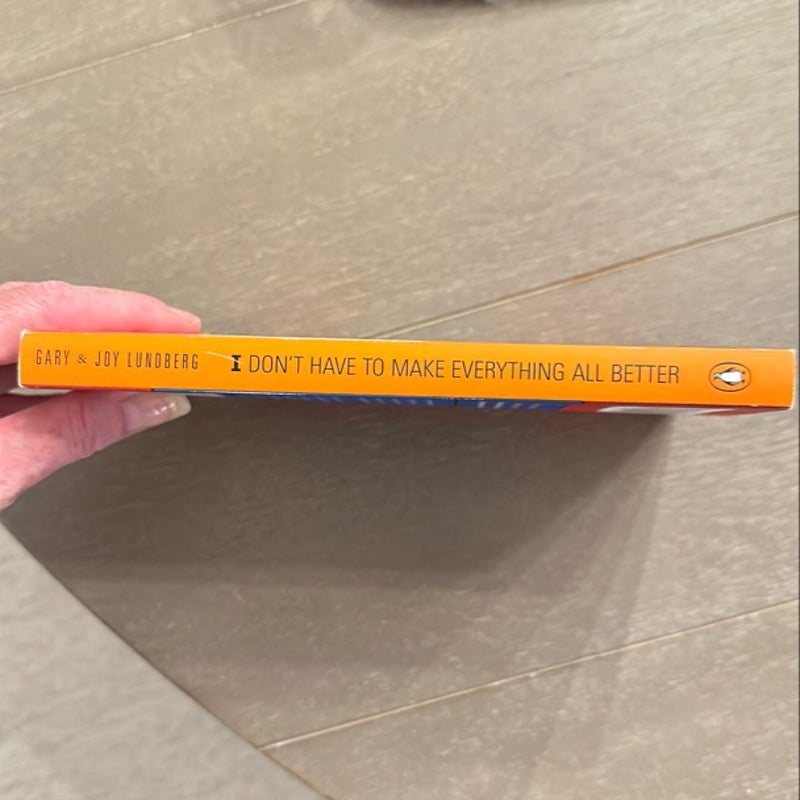 GARY & JOY LUNDBERG I DON'T HAVE TO MAKE EVERYTHING ALL BETTER